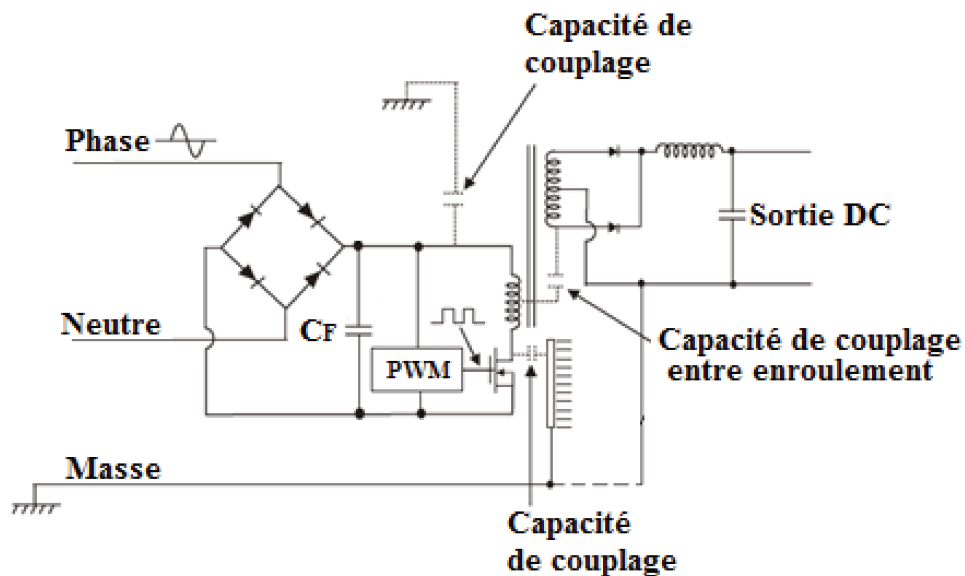 Capacité de
couplage
Phase
Sortie DC
Neutre
CF
Capacité de couplage
entre enroulement
PWM
Masse
Capacité
de couplage